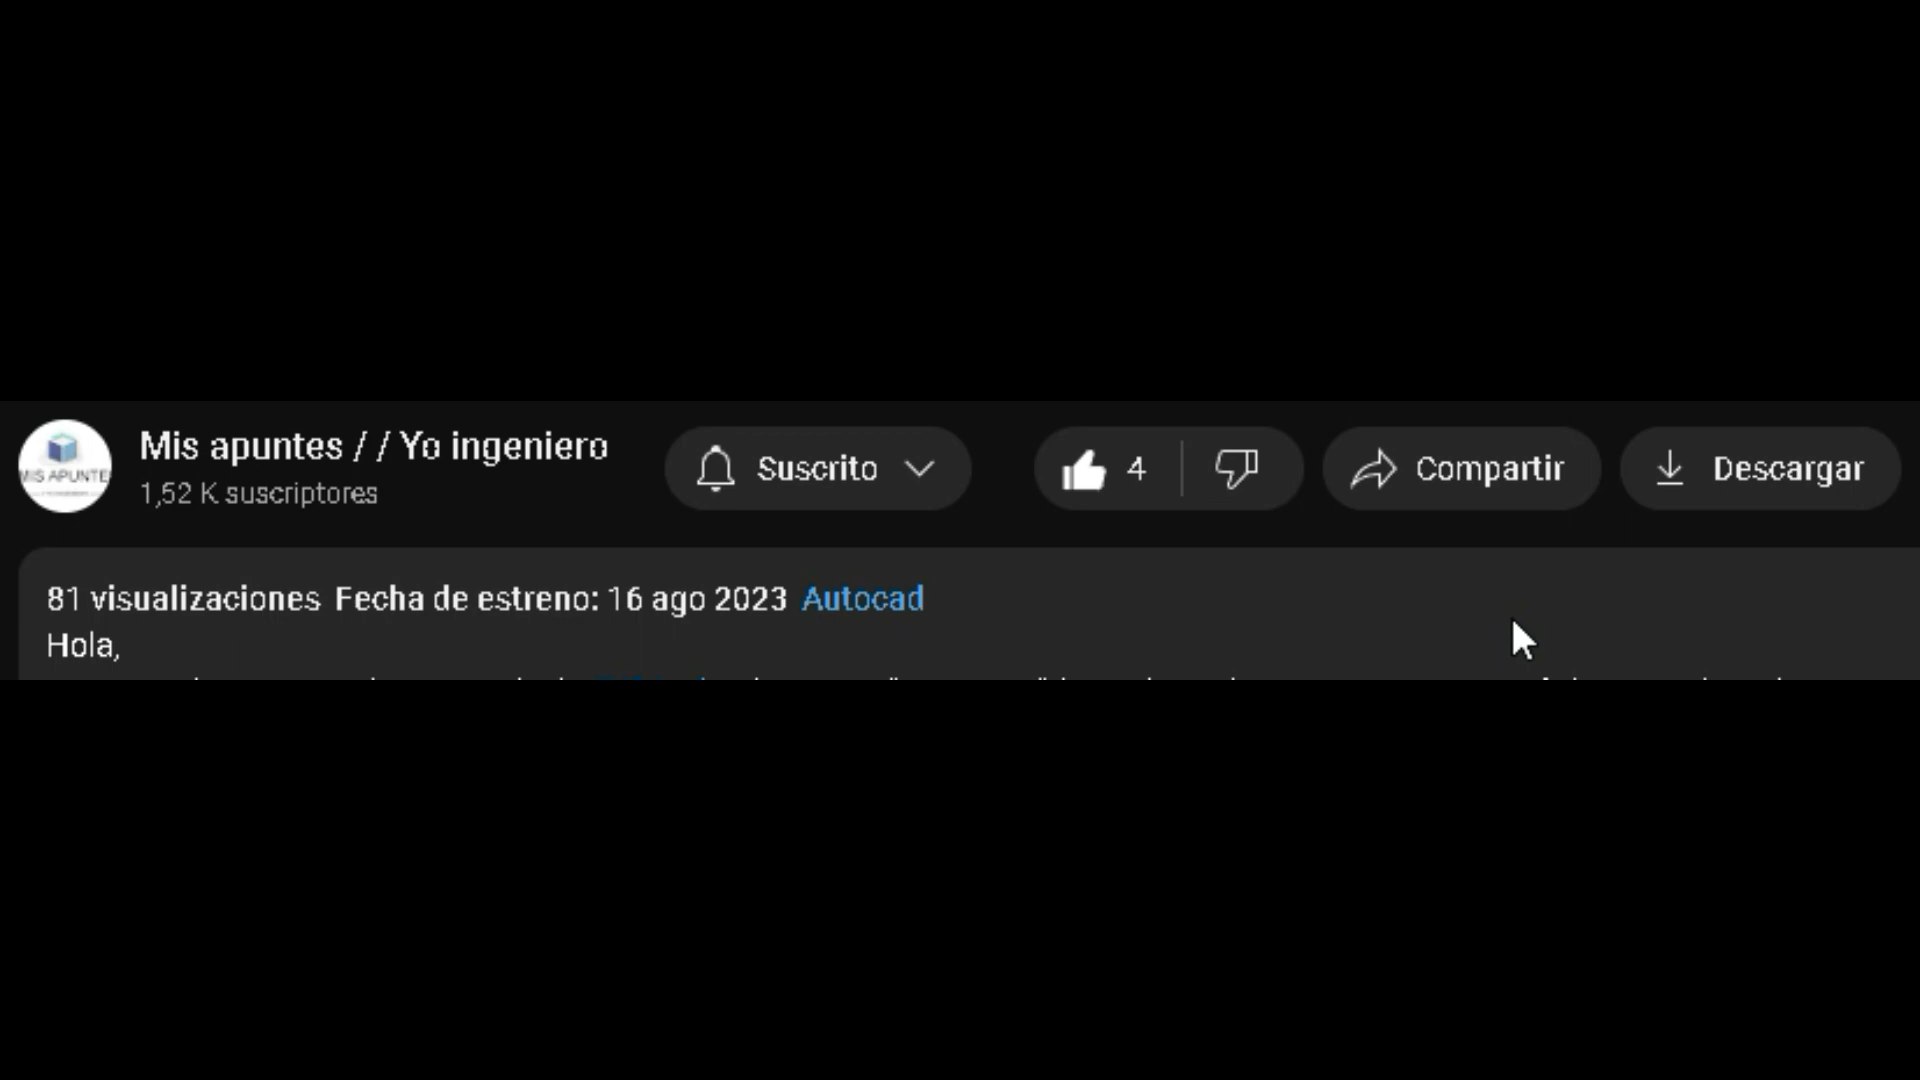 Mis apuntes / / Yo ingeniero
1,52 K suscriptores
MIS APUNTE
Suscrito
4
Compartir
Descargar
81 visualizaciones Fecha de estreno: 16 ago 2023 Autocad
Hola,